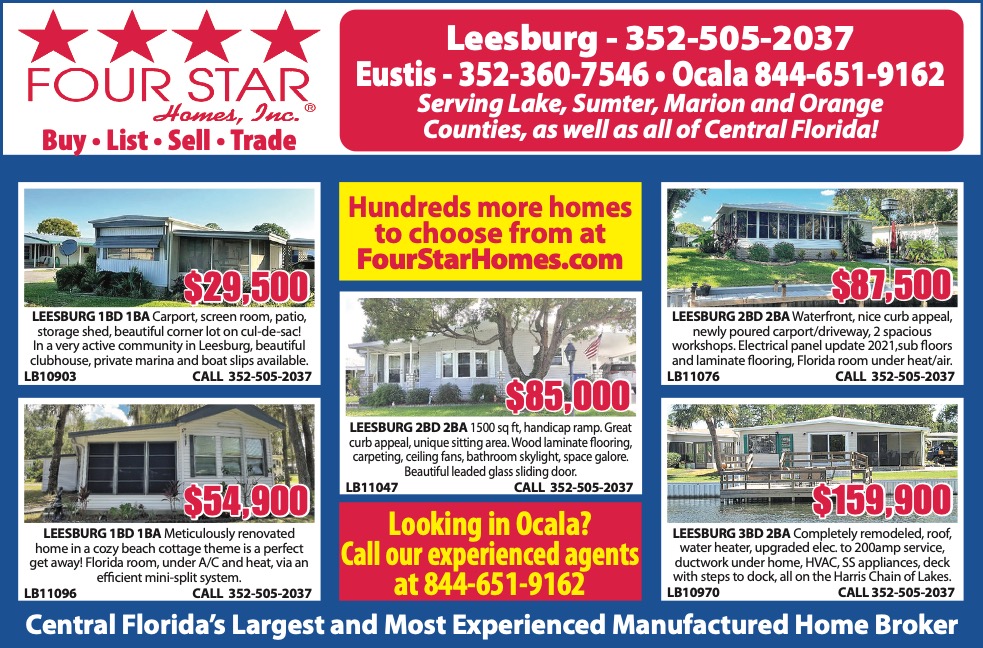 FOUR STAR
Homes, Inc.®
Buy • List • Sell • Trade
Leesburg - 352-505-2037
Eustis - 352-360-7546 • Ocala 844-651-9162
Serving Lake, Sumter, Marion and Orange
Counties, as well as all of Central Florida!
$29,500
LEESBURG 1BD 1BA Carport, screen room, patio,
storage shed, beautiful corner lot on cul-de-sac!
In a very active community in Leesburg, beautiful
clubhouse, private marina and boat slips available.
LB10903 CALL 352-505-2037
$54,900
LEESBURG 1BD 1BA Meticulously renovated
home in a cozy beach cottage theme is a perfect
get away! Florida room, under A/C and heat, via an
efficient mini-split system.
LB11096 CALL 352-505-2037
Hundreds more homes
to choose from at
FourStarHomes.com
$85,000
LEESBURG 2BD 2BA 1500 sq ft, handicap ramp. Great
curb appeal, unique sitting area. Wood laminate flooring,
carpeting, ceiling fans, bathroom skylight, space galore.
Beautiful leaded glass sliding door.
LB11047 CALL 352-505-2037
Looking in Ocala?
Call our experienced agents
at 844-651-9162
$87,500
LEESBURG 2BD 2BA Waterfront, nice curb appeal,
newly poured carport/driveway, 2 spacious
workshops. Electrical panel update 2021,sub floors
and laminate flooring, Florida room under heat/air.
LB11076 CALL 352-505-2037
$159,900
LEESBURG 3BD 2BA Completely remodeled, roof,
water heater, upgraded elec. to 200amp service,
ductwork under home, HVAC, SS appliances, deck
with steps to dock, all on the Harris Chain of Lakes.
LB10970 CALL 352-505-2037
Central Florida's Largest and Most Experienced Manufactured Home Broker